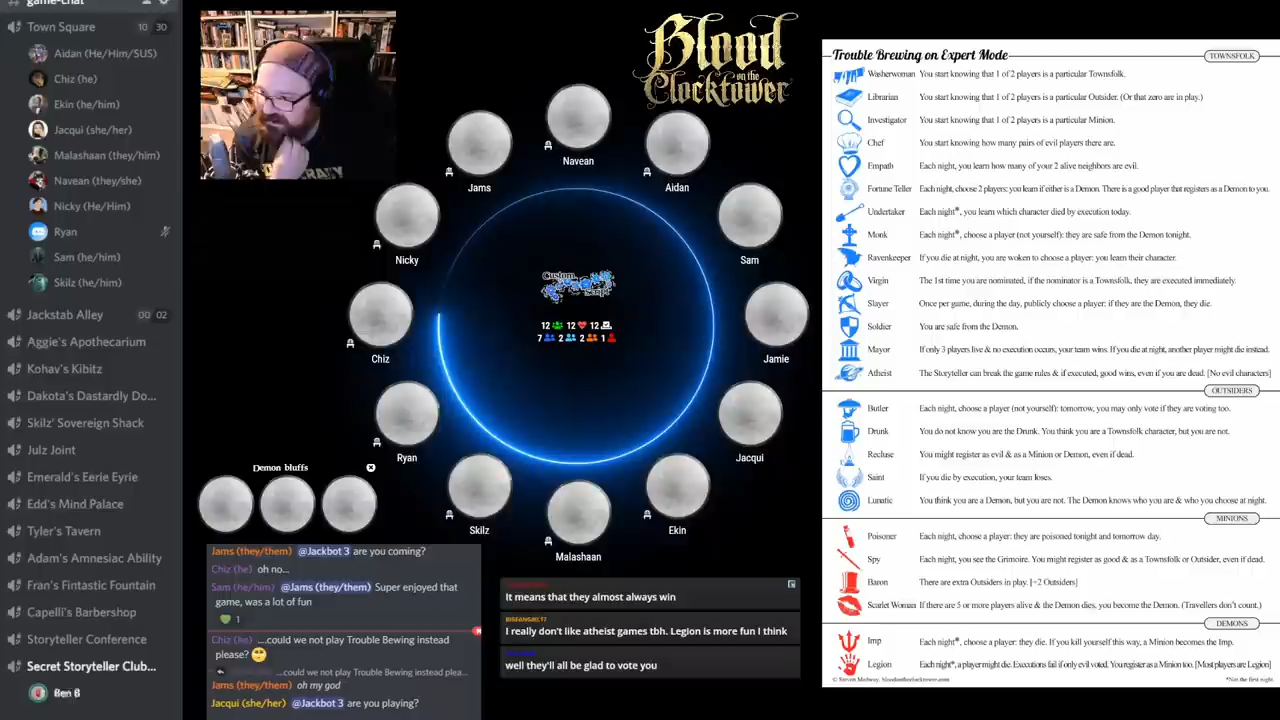 game-chat
Town Square
10 30
Aidan (He/Him/SUS)
Chiz (he)
Ekin (he/him)
Jacqui (she/her)
Malashaan (they/him)
Navean (they/she)
Nicky (He/Him)
Ryan
Sam (he/him)
Skilz (he/him)
Jackstab Alley
00 02
Aggie's Apothecarium
Kohav's Kibitz
Dakota's Dastardly Do...
Skilz' Sovereign Shack
Juiz Joint
Emerald's Eerie Eyrie
Edd's Mind Palace
Tyler's Tavern
Fran's Fantastic Fountain
Capelli's Barbershop
Storyteller Conference
Secret Storyteller Club...
Ben B
Blood
on the
Clocktower
Navean
Jams
Aidan
Nicky
Sam
Chiz
Jamie
Ryan
Jacqui
Skilz
Ekin
Malashaan
Custom
Script
12 12 12
7 2 2 1
Demon bluffs
Jams (they/them) @Jackbot 3 are you coming?
Chiz (he) oh no...
Sam (he/him) @Jams (they/them) Super enjoyed that
game, was a lot of fun
1
Chiz (he) ....could we not play Trouble Bewing instead
please?
...could we not play Trouble Bewing instead plea...
Jams (they/them) oh my god
Jacqui (she/her) @Jackbot 3 are you playing?
It means that they almost always win
I really don't like atheist games tbh. Legion is more fun I think
well they'll all be glad to vote you
Trouble Brewing on Expert Mode
TOWNSFOLK
Washerwoman You start knowing that 1 of 2 players is a particular Townsfolk.
Librarian You start knowing that 1 of 2 players is a particular Outsider. (Or that zero are in play.)
Investigator You start knowing that 1 of 2 players is a particular Minion.
Chef You start knowing how many pairs of evil players there are.
Empath Each night, you learn how many of your 2 alive neighbors are evil.
Fortune Teller Each night, choose 2 players: you learn if either is a Demon. There is a good player that registers as a Demon to you.
Undertaker Each night*, you learn which character died by execution today.
Monk Each night*, choose a player (not yourself): they are safe from the Demon tonight.
Ravenkeeper If you die at night, you are woken to choose a player: you learn their character.
Virgin The 1st time you are nominated, if the nominator is a Townsfolk, they are executed immediately.
Slayer Once per game, during the day, publicly choose a player: if they are the Demon, they die.
Soldier You are safe from the Demon.
Mayor If only 3 players live & no execution occurs, your team wins. If you die at night, another player might die instead.
Atheist The Storyteller can break the game rules & if executed, good wins, even if you are dead. [No evil characters]
OUTSIDERS
Butler Each night, choose a player (not yourself): tomorrow, you may only vote if they are voting too.
Drunk You do not know you are the Drunk. You think you are a Townsfolk character, but you are not.
Recluse You might register as evil & as a Minion or Demon, even if dead.
Saint If you die by execution, your team loses.
Lunatic You think you are a Demon, but you are not. The Demon knows who you are & who you choose at night.
MINIONS
Poisoner Each night, choose a player: they are poisoned tonight and tomorrow day.
Spy Each night, you see the Grimoire. You might register as good & as a Townsfolk or Outsider, even if dead.
Baron There are extra Outsiders in play. [+2 Outsiders]
Scarlet Woman If there are 5 or more players alive & the Demon dies, you become the Demon. (Travellers don't count.)
DEMONS
Imp Each night*, choose a player: they die. If you kill yourself this way, a Minion becomes the Imp.
Legion Each night*, a player might die. Executions fail if only evil voted. You register as a Minion too. [Most players are Legion]
© Steven Medway, bloodontheclocktower.com
*Not the first night.